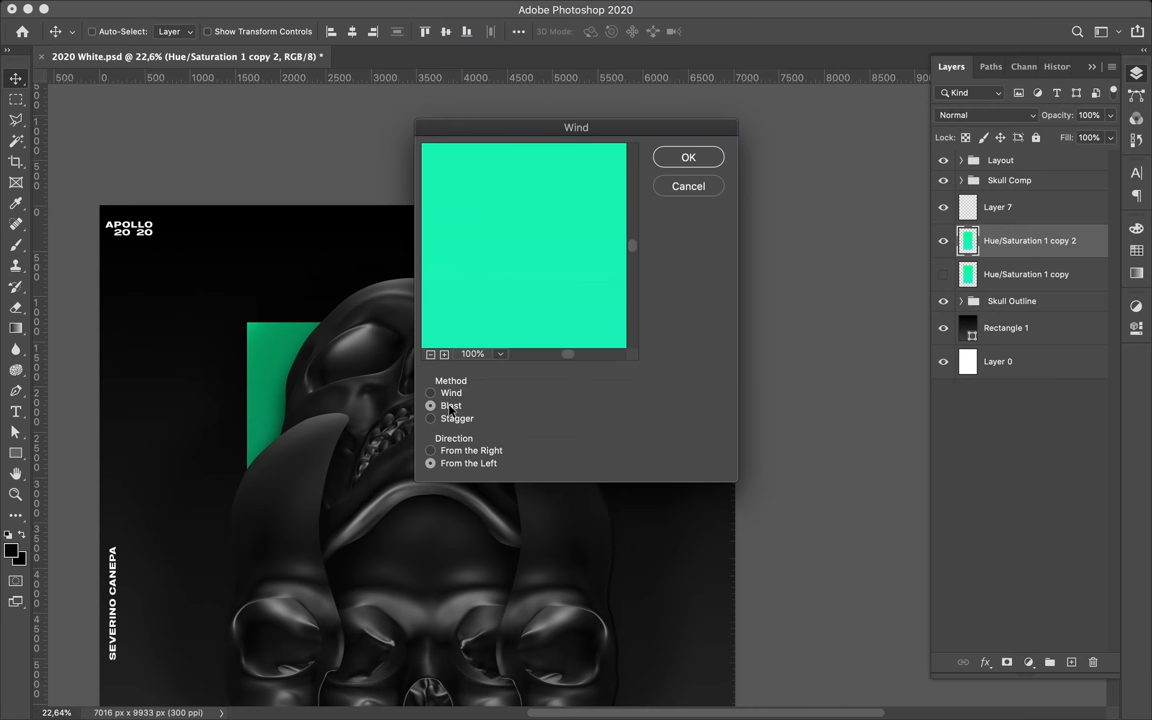 Adobe Photoshop 2020
Auto-Select: Layer Show Transform Controls 3D Mode:
2020 White.psd @ 22,6% (Hue/Saturation 1 copy 2, RGB/8) *
500 0 500 1000 1500 2000 2500 3000 3500 4000 4500 5000 5500 6000 6500 7000 7500 8000 8500
Layers Paths Chann Histor
Kind
Normal Opacity: 100%
Lock: Fill: 100%
Layout
Skull Comp
Layer 7
Hue/Saturation 1 copy 2
Hue/Saturation 1 copy
Skull Outline
Rectangle 1
Layer 0
Wind
OK
Cancel
100%
Method
Wind
Blast
Stagger
Direction
From the Right
From the Left
APOLLO
20 20
SEVERINO CANEPA
22,64% 7016 px x 9933 px (300 ppi)